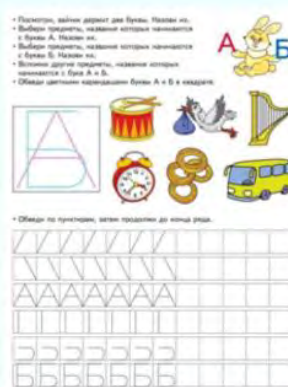 • Посмотри, зайчик держит две буквы. Назови их.
• Выбери предметы, названия которых начинаются
с буквы А. Назови их.
• Выбери предметы, названия которых начинаются
с буквы Б. Назови их.
• Вспомни другие предметы, названия которых
начинаются с букв А и Б.
• Обведи цветными карандашами буквы А и Б в квадрате.
А Б
А Б
• Обведи по пунктирам, затем продолжи до конца ряда.
А А А А А А А
Б Б Б Б Б Б Б